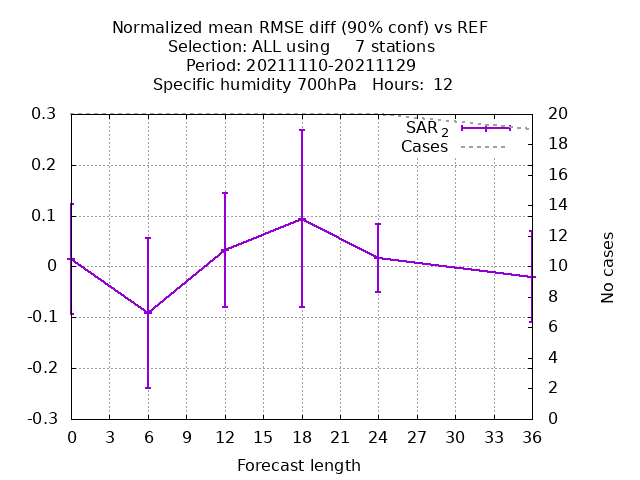 Normalized mean RMSE diff (90% conf) vs REF
Selection: ALL using 7 stations
Period: 20211110-20211129
Specific humidity 700hPa Hours: 12
SAR 2
Cases
0.3
0.2
0.1
0
-0.1
-0.2
-0.3
20
18
16
14
12
10
8
6
4
2
0
No cases
0 3 6 9 12 15 18 21 24 27 30 33 36
Forecast length